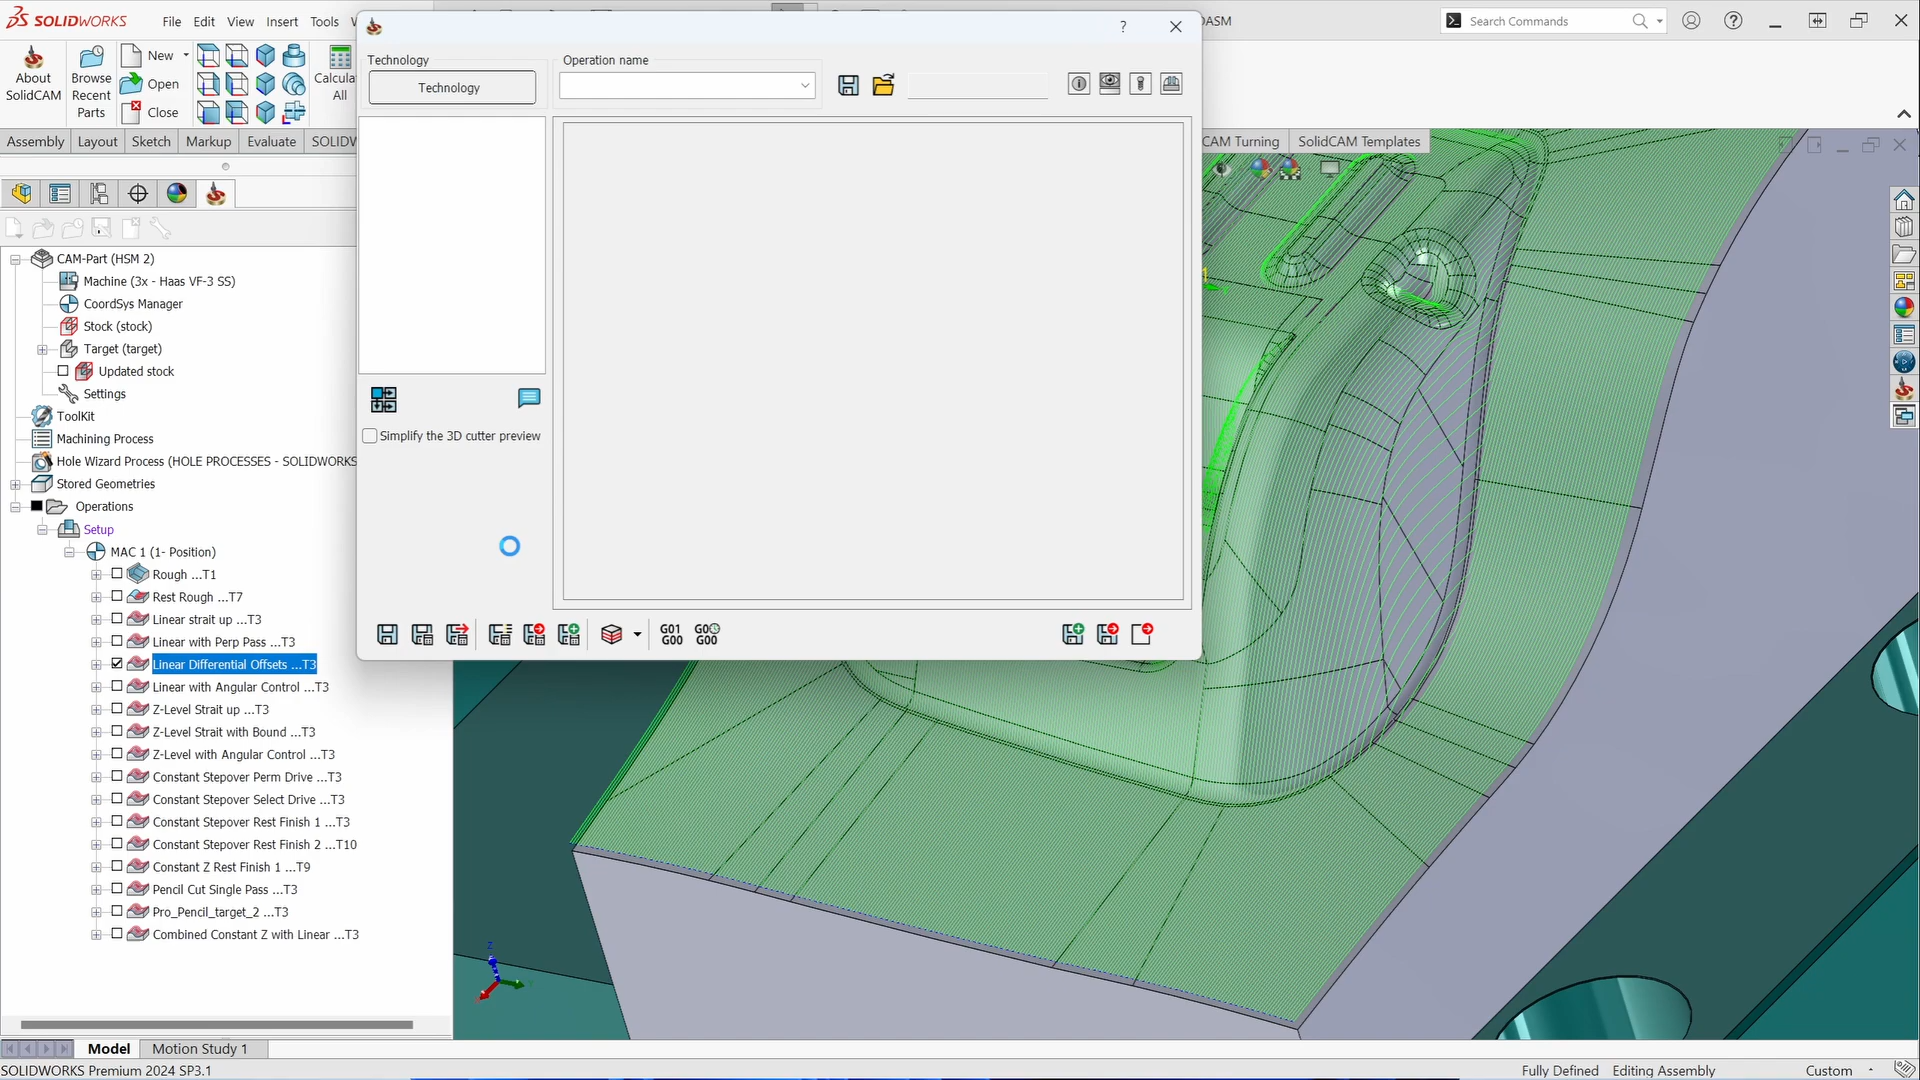 SOLIDWORKS
File
Edit
View
Insert
Tools
Search Commands
About SolidCAM
Browse Recent Parts
New
Open
Close
All
Assembly
Layout
Sketch
Markup
Evaluate
CAM Turning
SolidCAM Templates
CAM-Part (HSM 2)
Machine (3x - Haas VF-3 SS)
CoordSys Manager
Stock (stock)
Target (target)
Updated stock
Settings
ToolKit
Machining Process
Hole Wizard Process (HOLE PROCESSES - SOLIDWORKS
Stored Geometries
Operations
Setup
MAC 1 (1- Position)
Rough ...T1
Rest Rough ...T7
Linear strait up ...T3
Linear with Perp Pass ...T3
Linear Differential Offsets ...T3
Linear with Angular Control ...T3
Z-Level Strait up ...T3
Z-Level Strait with Bound ...T3
Z-Level with Angular Control ...T3
Constant Stepover Perm Drive ...T3
Constant Stepover Select Drive ...T3
Constant Stepover Rest Finish 1 ...T3
Constant Stepover Rest Finish 2 ...T10
Constant Z Rest Finish 1 ...T9
Pencil Cut Single Pass ...T3
Pro_Pencil_target_2 ...T3
Combined Constant Z with Linear ...T3
?
Technology
Technology
Operation name
Simplify the 3D cutter preview
G01 G00
Z
Model
Motion Study 1
SOLIDWORKS Premium 2024 SP3.1
Fully Defined
Editing Assembly
Custom